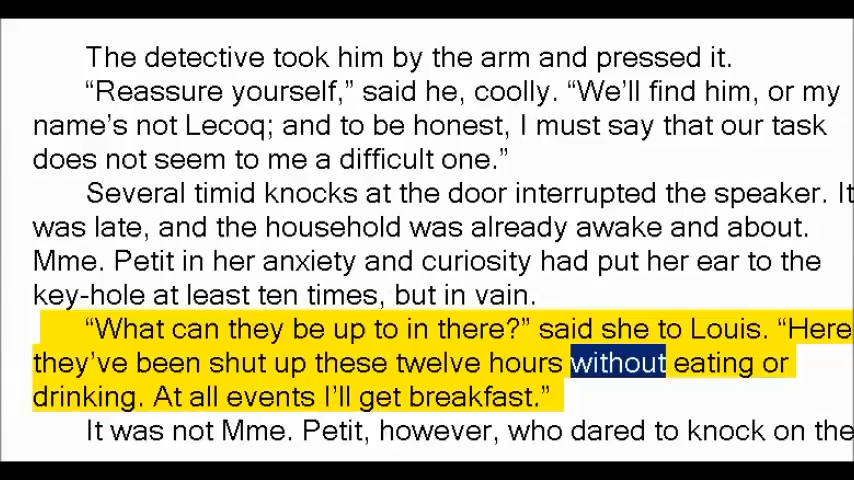 The detective took him by the arm and pressed it.
“Reassure yourself,” said he, coolly. “We’ll find him, or my
name’s not Lecoq; and to be honest, I must say that our task
does not seem to me a difficult one.”
Several timid knocks at the door interrupted the speaker. It
was late, and the household was already awake and about.
Mme. Petit in her anxiety and curiosity had put her ear to the
key-hole at least ten times, but in vain.
“What can they be up to in there?” said she to Louis. “Here
they’ve been shut up these twelve hours without eating or
drinking. At all events I’ll get breakfast.”
It was not Mme. Petit, however, who dared to knock on the